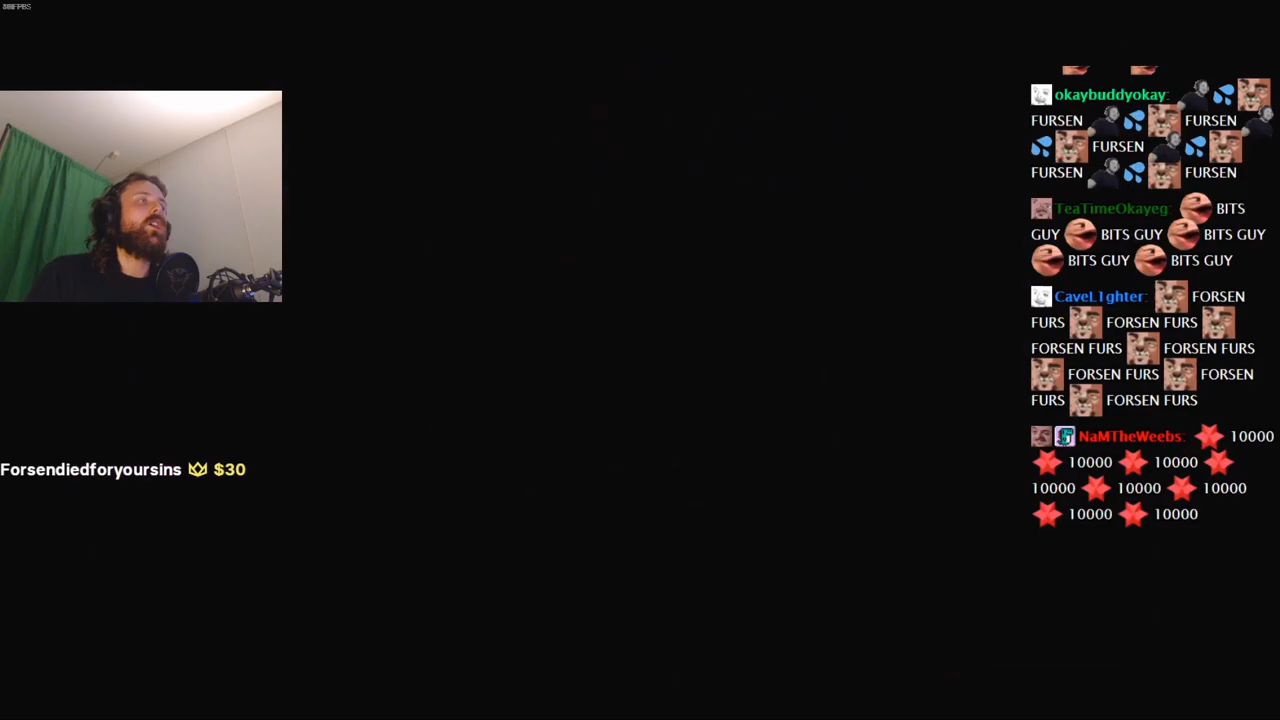 okaybuddyokay:
FURSEN FURSEN
FURSEN
FURSEN FURSEN
TeaTimeOkayeg: BITS
GUY BITS GUY BITS GUY
BITS GUY BITS GUY
CaveL1ghter: FORSEN
FURS FORSEN FURS
FORSEN FURS FORSEN FURS
FORSEN FURS FORSEN
FURS FORSEN FURS
NaMTheWeebs: 10000
10000 10000
10000 10000 10000
10000 10000
Forsendiedforyoursins $30